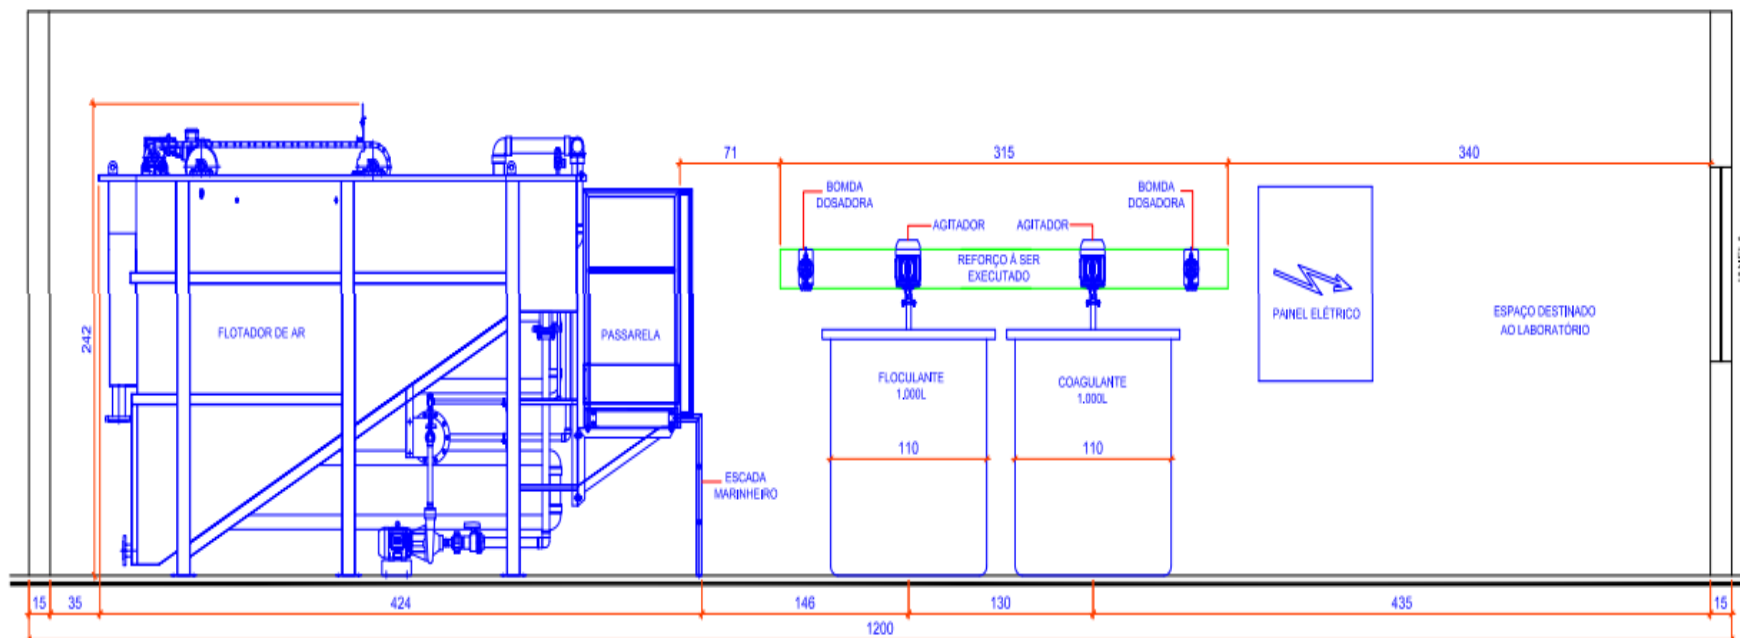 71
315
340
BOMDA
DOSADORA
BOMDA
DOSADORA
AGITADOR
AGITADOR
REFORÇO Á SER
EXECUTADO
242
FLOTADOR DE AR
PASSARELA
PAINEL ELÉTRICO
ESPAÇO DESTINADO
AO LABORATÓRIO
FLOCULANTE
1.000L
COAGULANTE
1.000L
110
110
ESCADA
MARINHEIRO
15
35
424
146
130
435
15
1200